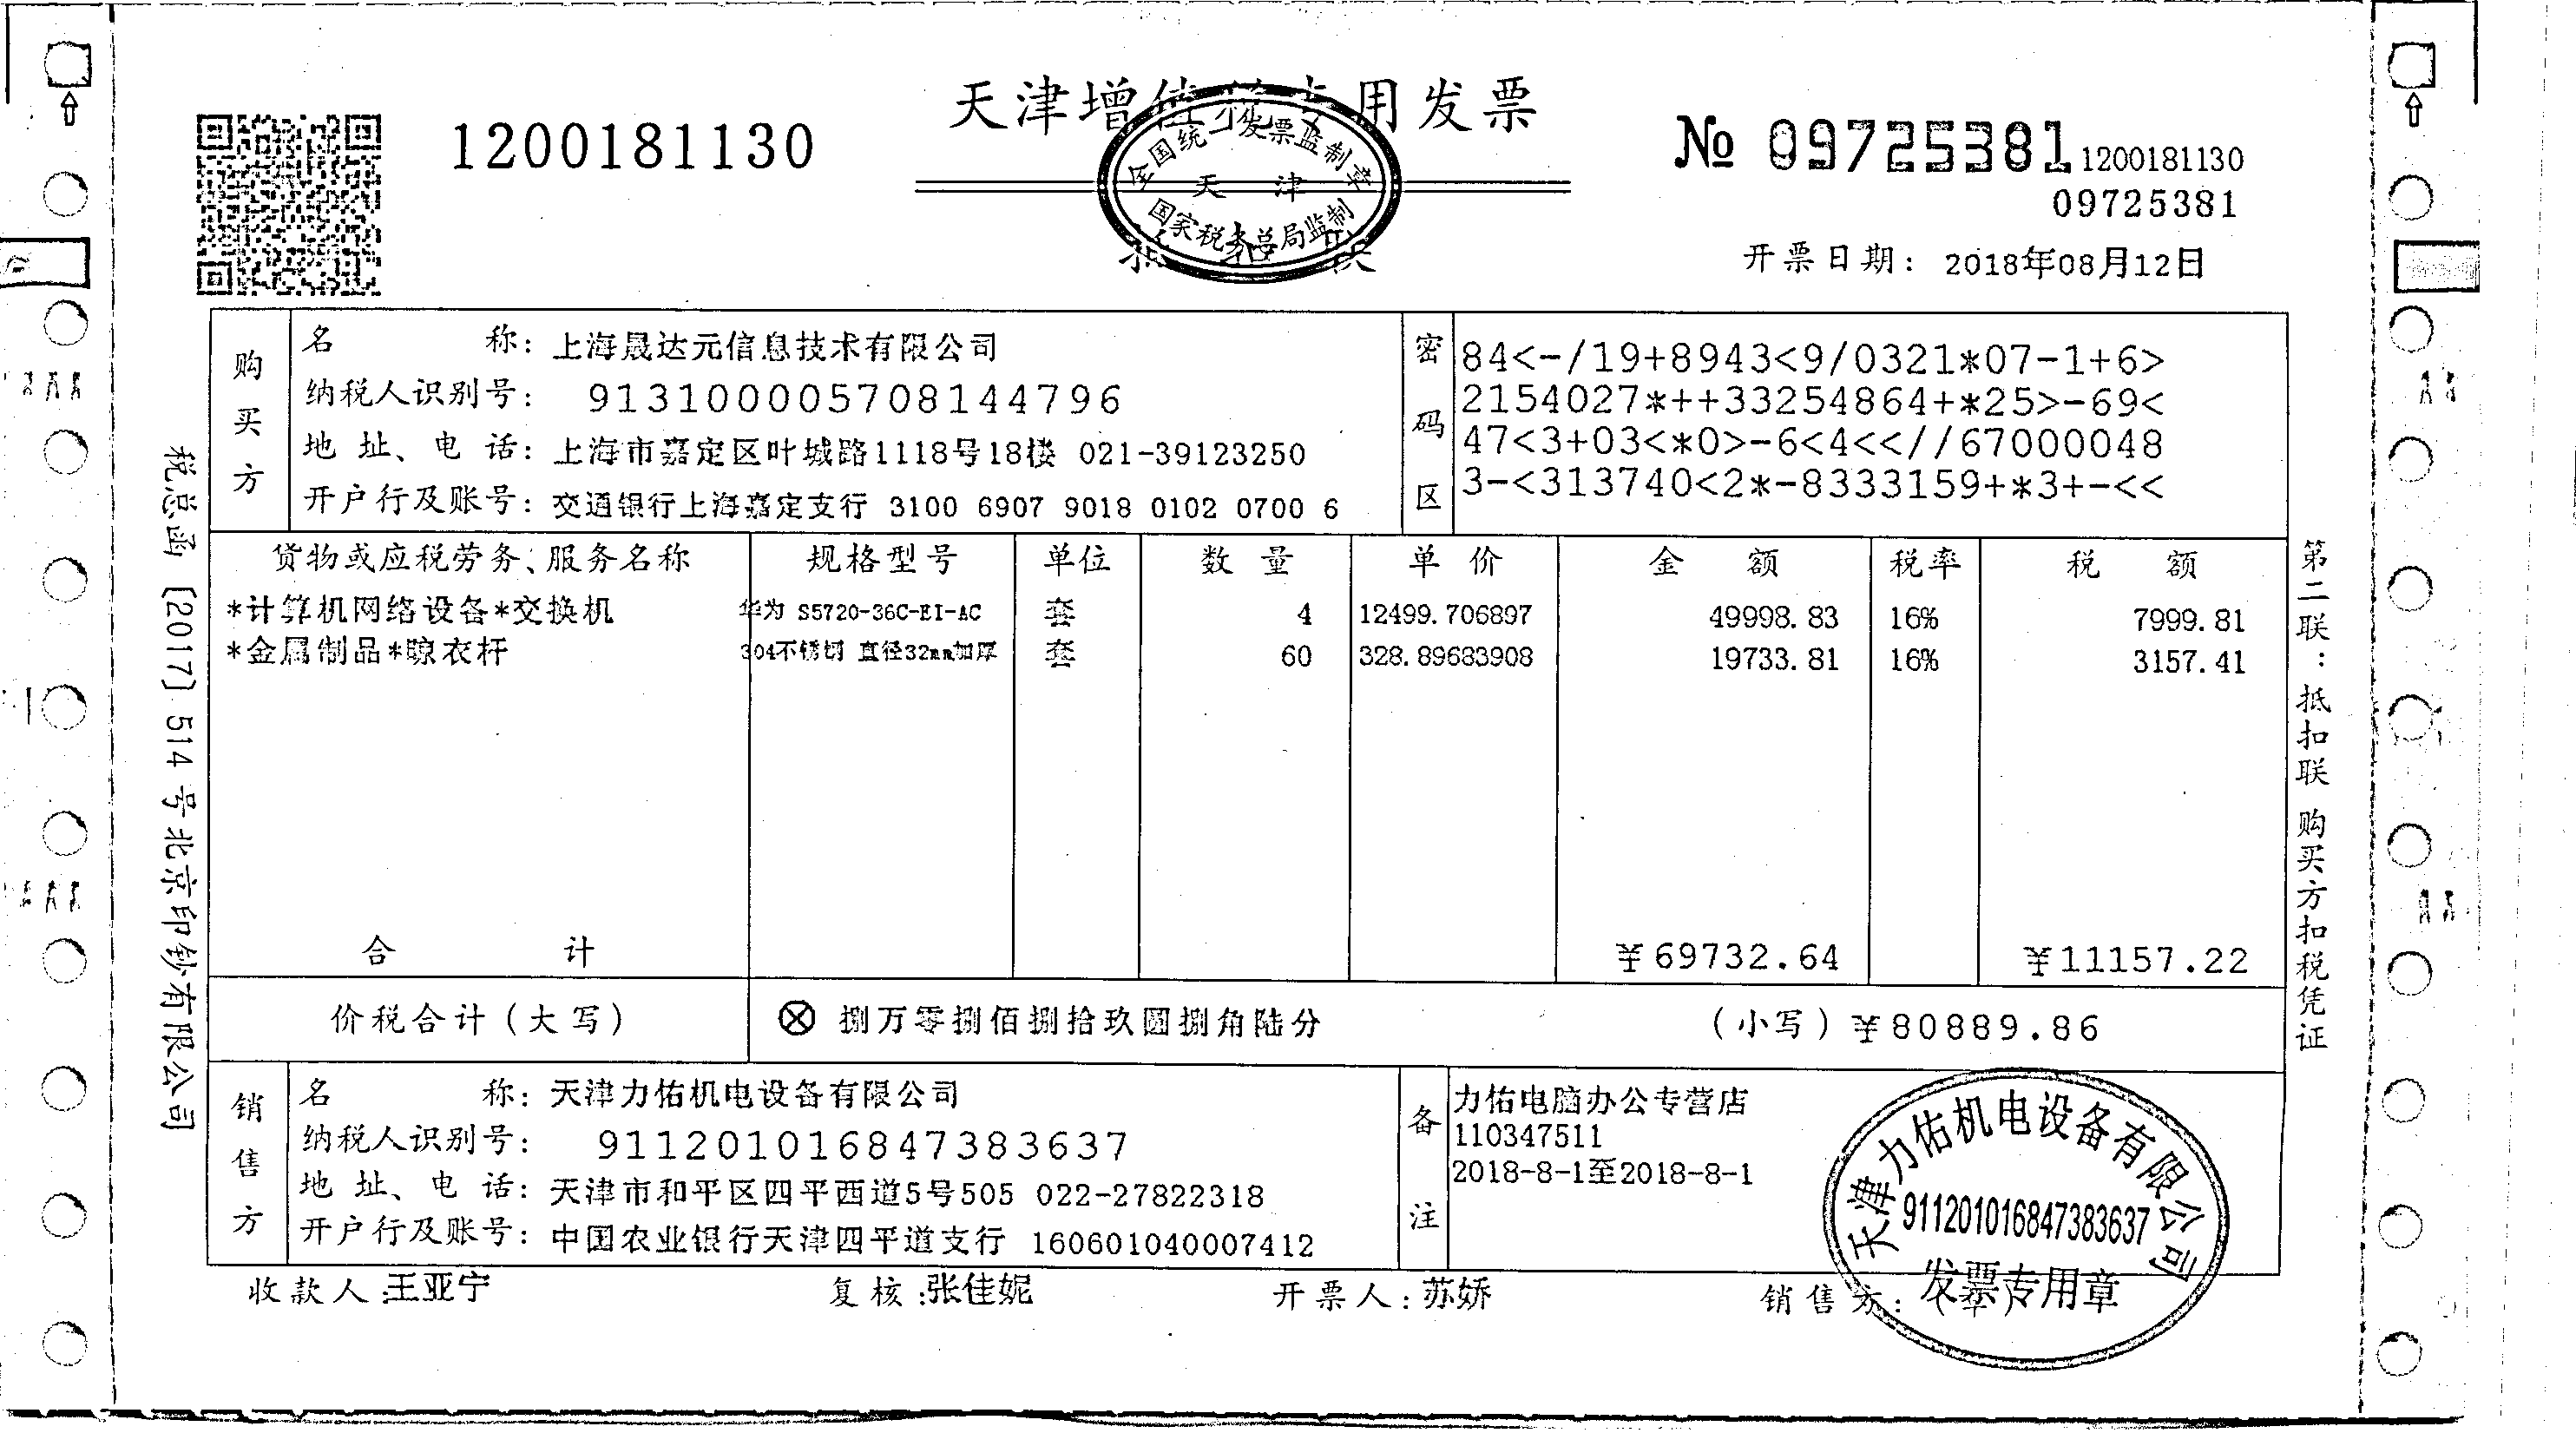 天津增值税专用发票
1200181130
№ 09725381
1200181130
09725381
全国统一发票监制章
天 津
国家税务总局监制
抵 扣 联
开票日期： 2018年08月12日
购买方
名 称：上海晟达元信息技术有限公司
纳税人识别号： 913100005708144796
地 址、电 话：上海市嘉定区叶城路1118号18楼 021-39123250
开户行及账号：交通银行上海嘉定支行 3100 6907 9018 0102 0700 6
密码区
84<-/19+8943<9/0321*07-1+6>
2154027*++33254864+*25>-69<
47<3+03<*0>-6<4<<//67000048
3-<313740<2*-8333159+*3+-<<
货物或应税劳务、服务名称 规格型号 单位 数 量 单 价 金 额 税率 税 额
*计算机网络设备*交换机 华为 S5720-36C-EI-AC 套 4 12499.706897 49998.83 16% 7999.81
*金属制品*晾衣杆 304不锈钢 直径32mm加厚 套 60 328.89683908 19733.81 16% 3157.41
合 计 ¥69732.64 ¥11157.22
价税合计（大写） ⊗ 捌万零捌佰捌拾玖圆捌角陆分 （小写）¥80889.86
销售方
名 称：天津力佑机电设备有限公司
纳税人识别号： 911201016847383637
地 址、电 话：天津市和平区四平西道5号505 022-27822318
开户行及账号：中国农业银行天津四平道支行 160601040007412
备注
力佑电脑办公专营店
110347511
2018-8-1至2018-8-1
天津力佑机电设备有限公司
911201016847383637
发票专用章
收款人：王亚宁 复核：张佳妮 开票人：苏娇 销售方：（章）
税总函〔2017〕514号北京印钞有限公司
第二联：抵扣联 购买方扣税凭证